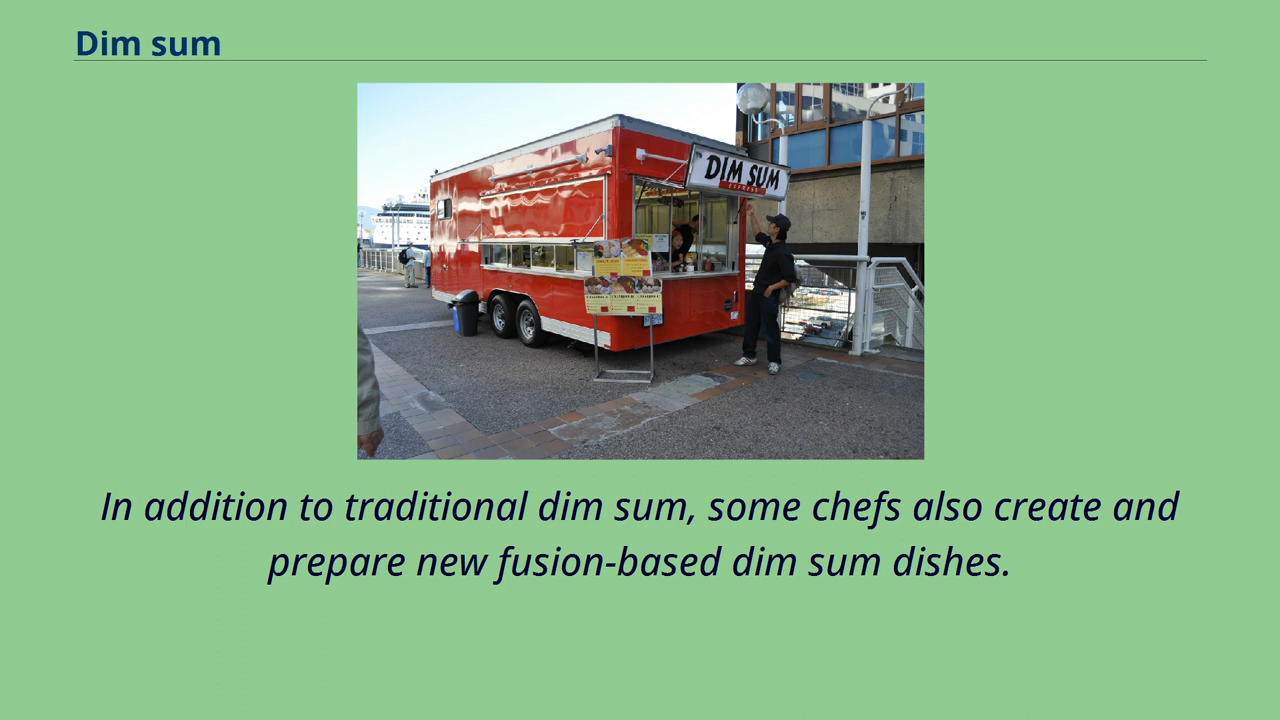 Dim sum
DIM SUM
EXPRESS
In addition to traditional dim sum, some chefs also create and
prepare new fusion-based dim sum dishes.